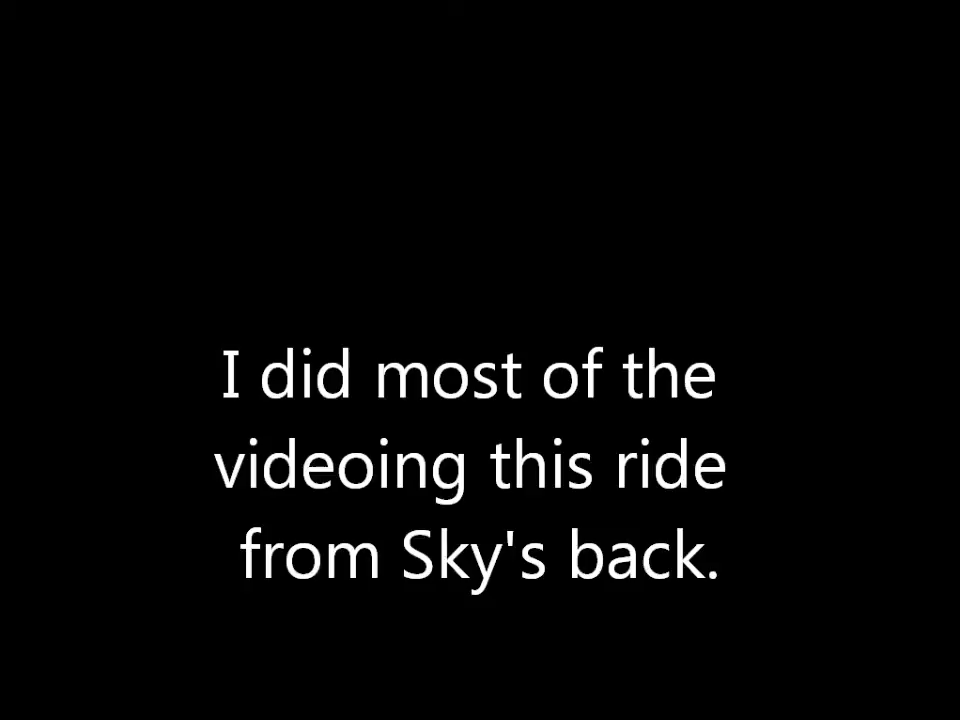 I did most of the
videoing this ride
from Sky's back.